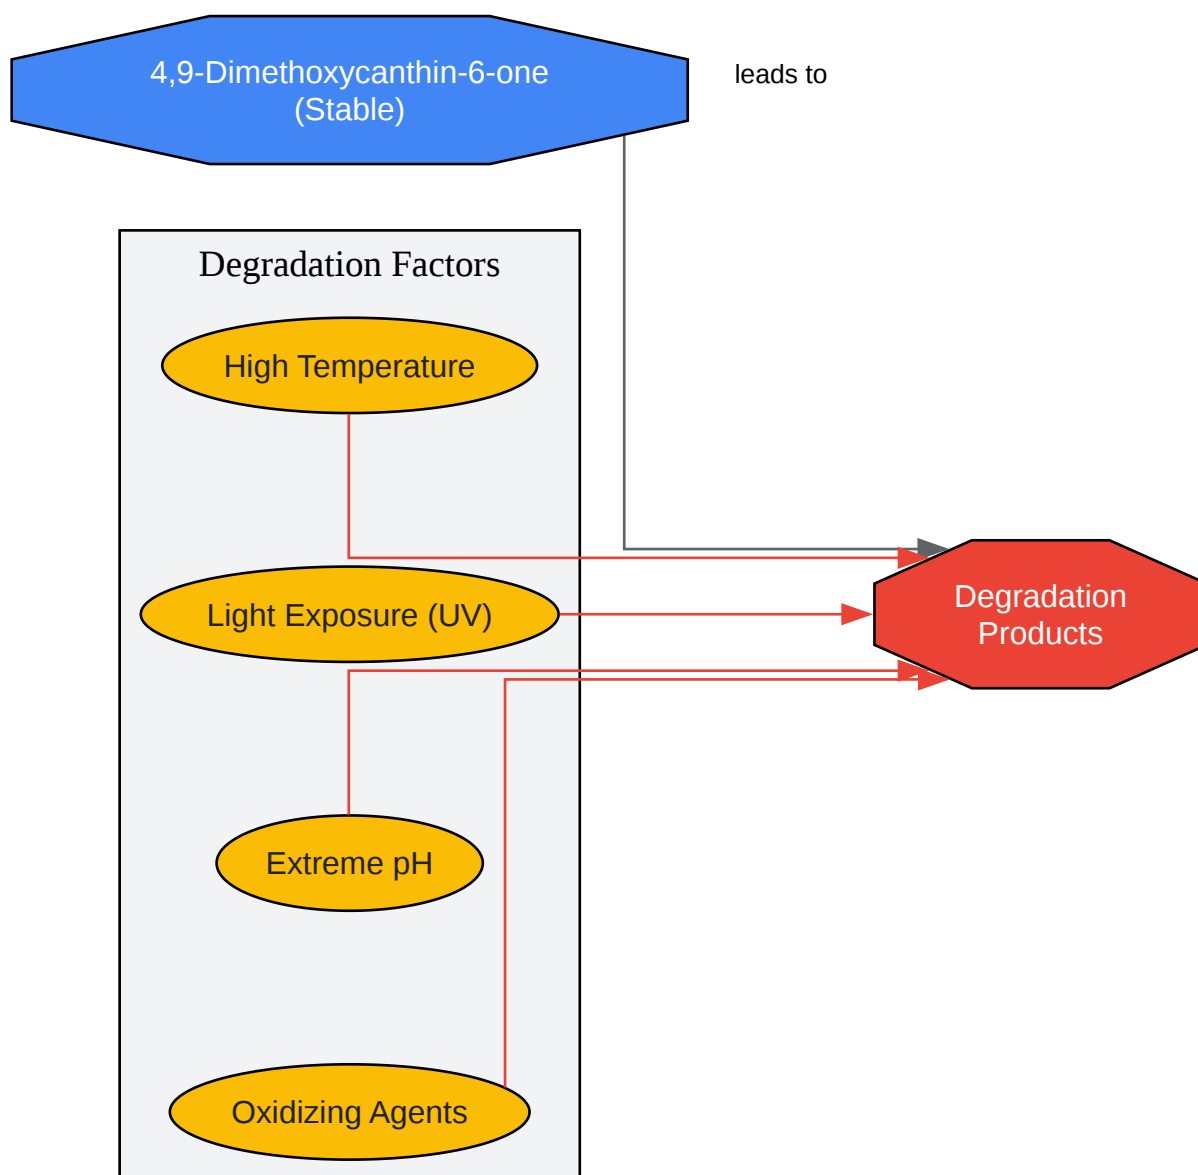 4,9-Dimethoxycanthin-6-one
(Stable)
leads to
Degradation Factors
High Temperature
Light Exposure (UV)
Degradation
Products
Extreme pH
Oxidizing Agents